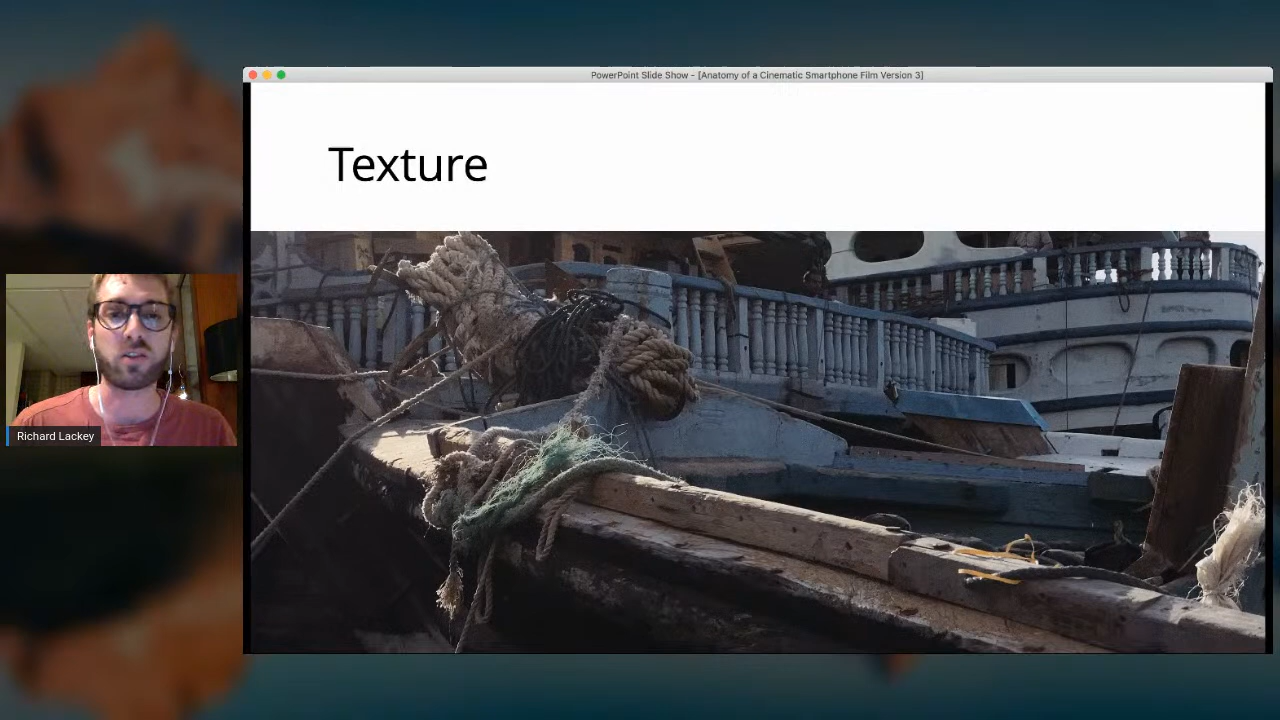 PowerPoint Slide Show - [Anatomy of a Cinematic Smartphone Film Version 3]
Texture
Richard Lackey